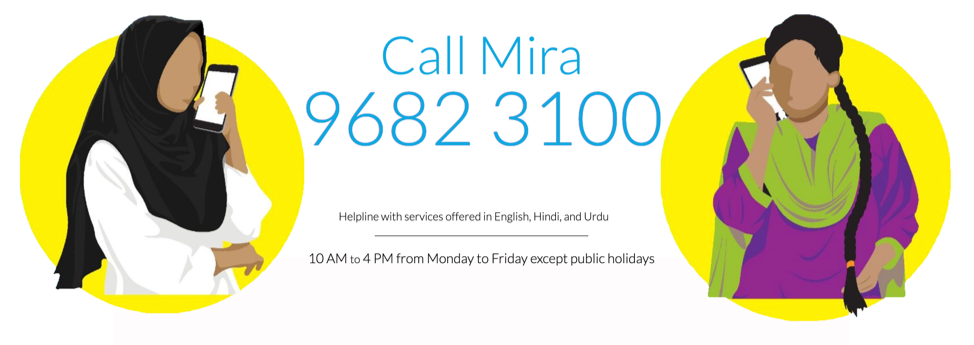 Call Mira
9682 3100
Helpline with services offered in English, Hindi, and Urdu
10 AM to 4 PM from Monday to Friday except public holidays